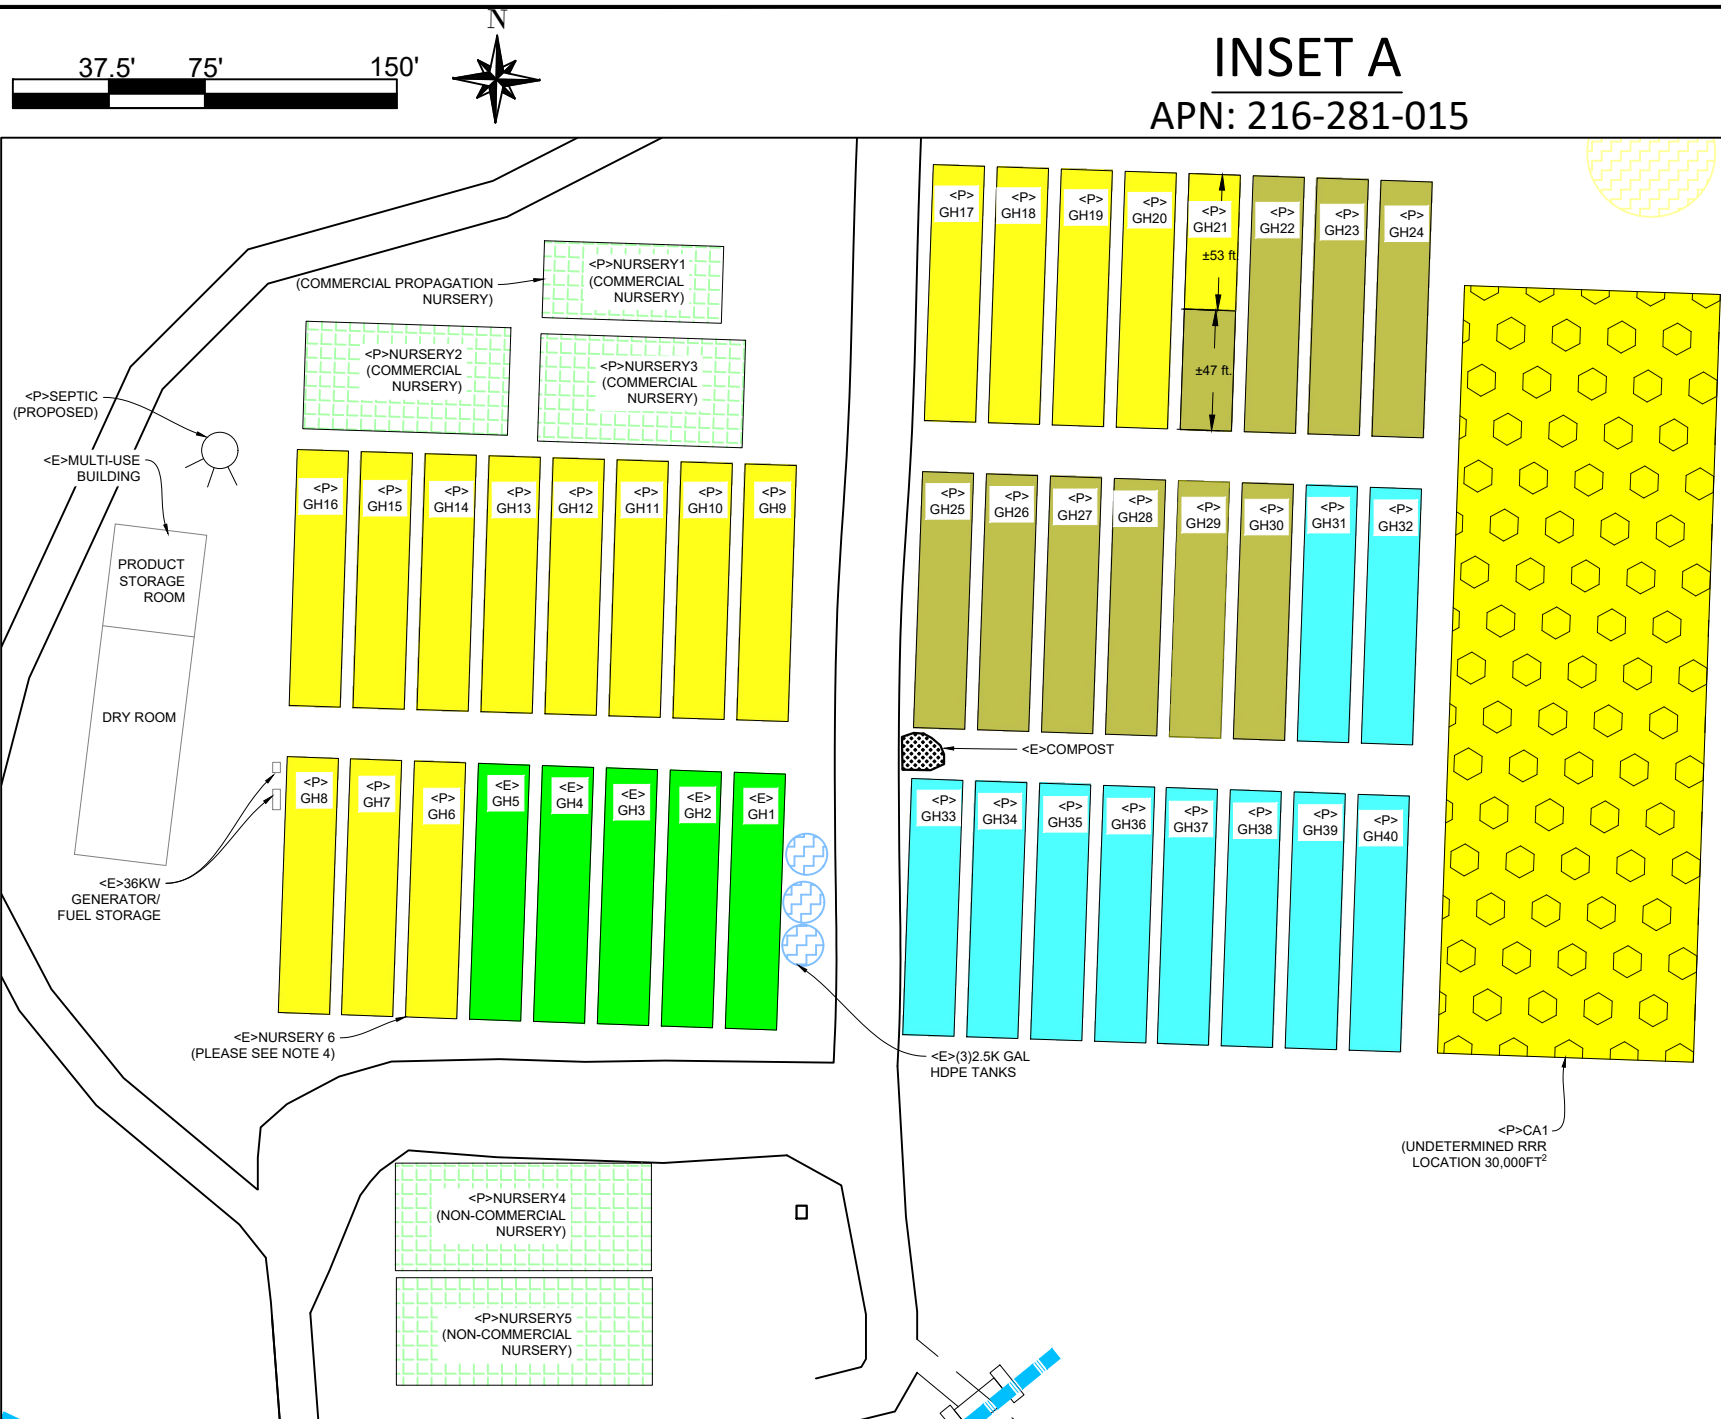 37.5' 75' 150'
N
INSET A
APN: 216-281-015
<P>
GH17
<P>
GH18
<P>
GH19
<P>
GH20
<P>
GH21
±53 ft
±47 ft.
<P>
GH22
<P>
GH23
<P>
GH24
<P>NURSERY1
(COMMERCIAL
NURSERY)
(COMMERCIAL PROPAGATION
NURSERY)
<P>NURSERY2
(COMMERCIAL
NURSERY)
<P>NURSERY3
(COMMERCIAL
NURSERY)
<P>SEPTIC
(PROPOSED)
<E>MULTI-USE
BUILDING
PRODUCT
STORAGE
ROOM
DRY ROOM
<P>
GH16
<P>
GH15
<P>
GH14
<P>
GH13
<P>
GH12
<P>
GH11
<P>
GH10
<P>
GH9
<P>
GH25
<P>
GH26
<P>
GH27
<P>
GH28
<P>
GH29
<P>
GH30
<P>
GH31
<P>
GH32
<E>COMPOST
<P>
GH8
<P>
GH7
<P>
GH6
<E>
GH5
<E>
GH4
<E>
GH3
<E>
GH2
<E>
GH1
<P>
GH33
<P>
GH34
<P>
GH35
<P>
GH36
<P>
GH37
<P>
GH38
<P>
GH39
<P>
GH40
<E>36KW
GENERATOR/
FUEL STORAGE
<E>NURSERY 6
(PLEASE SEE NOTE 4)
<E>(3)2.5K GAL
HDPE TANKS
<P>CA1
(UNDETERMINED RRR
LOCATION 30,000FT²
<P>NURSERY4
(NON-COMMERCIAL
NURSERY)
<P>NURSERY5
(NON-COMMERCIAL
NURSERY)